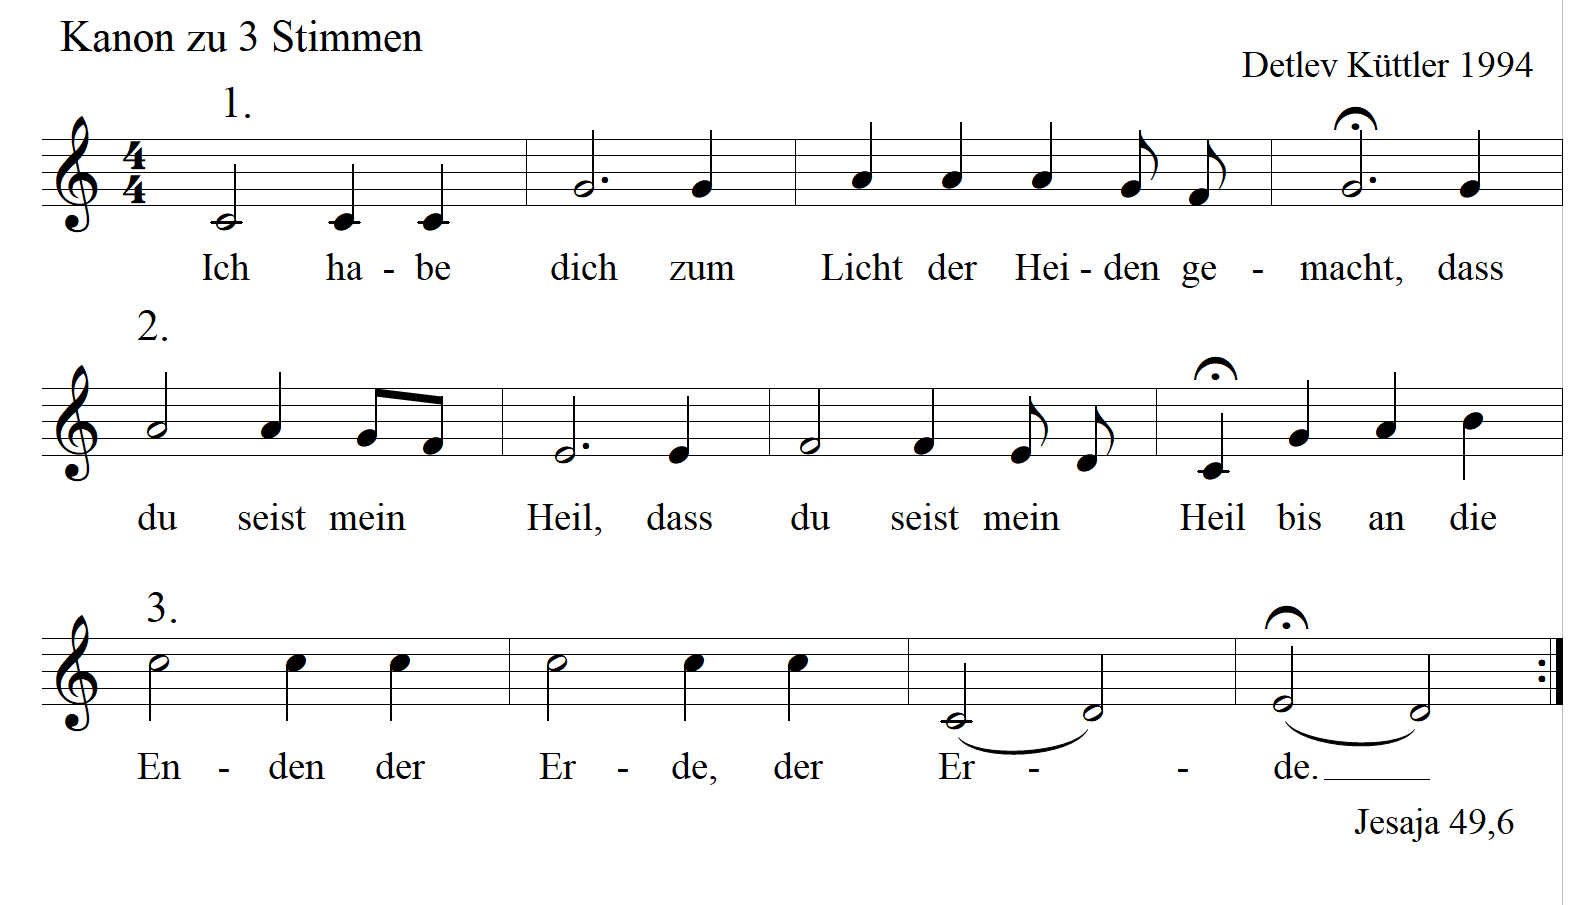 Kanon zu 3 Stimmen
Detlev Küttler 1994
1.
4
4
Ich ha - be dich zum Licht der Hei - den ge - macht, dass
2.
du seist mein Heil, dass du seist mein Heil bis an die
3.
En - den der Er - de, der Er - - de.
Jesaja 49,6